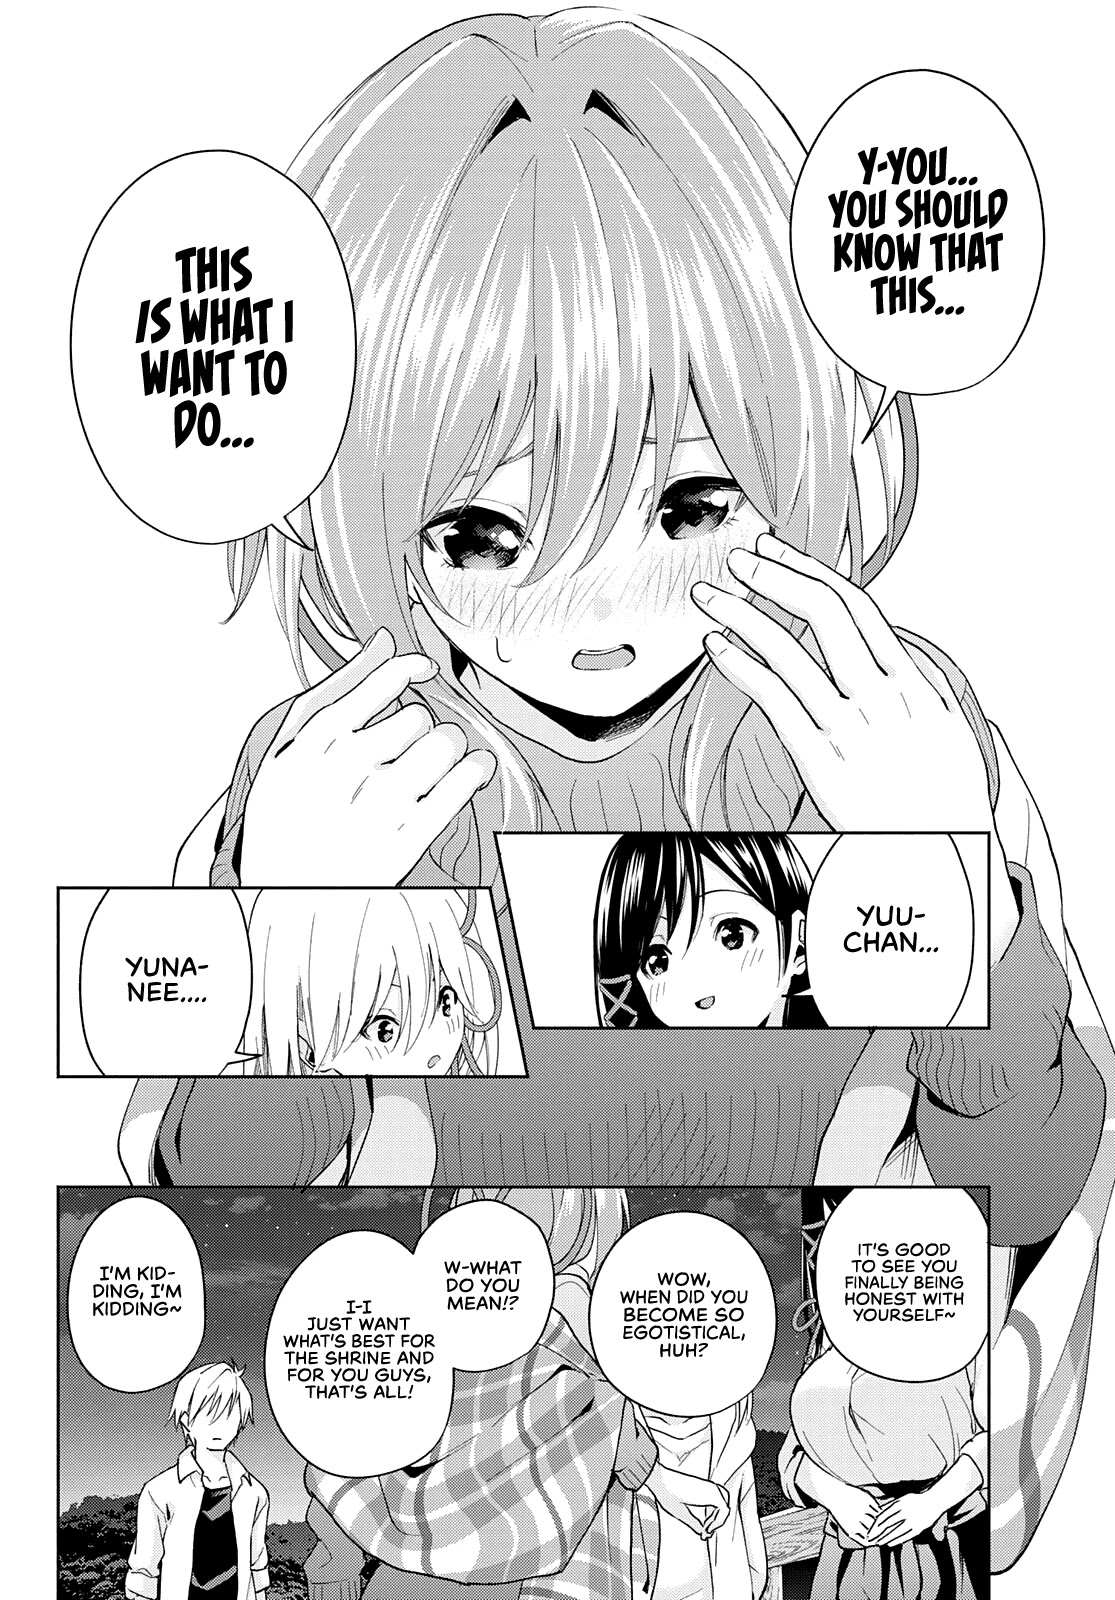 Y-YOU...
YOU SHOULD
KNOW THAT
THIS...
THIS
IS WHAT I
WANT TO
DO...
YUU-
CHAN...
YUNA-
NEE....
IT'S GOOD
TO SEE YOU
FINALLY BEING
HONEST WITH
YOURSELF~
WOW,
WHEN DID YOU
BECOME SO
EGOTISTICAL,
HUH?
W-WHAT
DO YOU
MEAN!?
I-I
JUST WANT
WHAT'S BEST FOR
THE SHRINE AND
FOR YOU GUYS,
THAT'S ALL!
I'M KID-
DING, I'M
KIDDING~